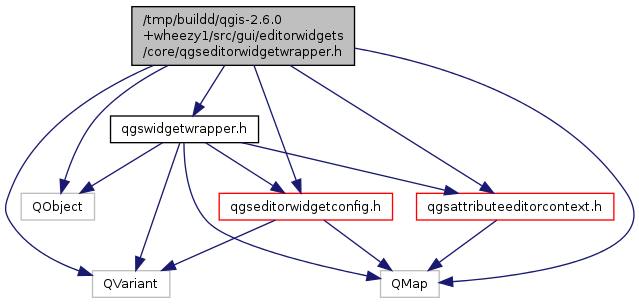 /tmp/buildd/qgis-2.6.0
+wheezy1/src/gui/editorwidgets
/core/qgseditorwidgetwrapper.h
qgswidgetwrapper.h
QObject
qgseditorwidgetconfig.h
qgsattributeeditorcontext.h
QVariant
QMap